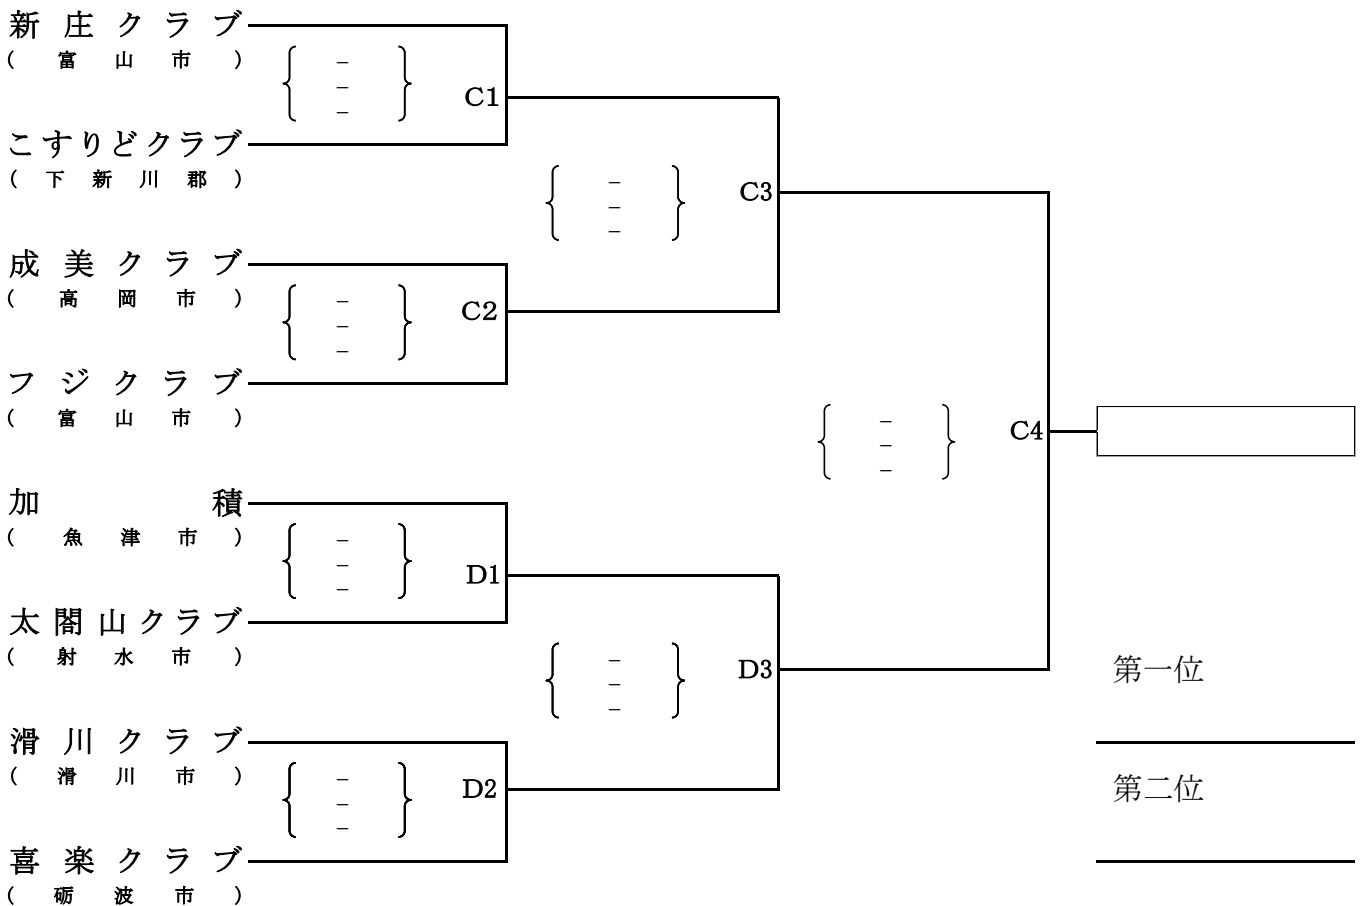 新庄クラブ
(富山市)
－
－
－
C1
こすりどクラブ
(下新川郡)
－
－
－
C3
成美クラブ
(高岡市)
－
－
－
C2
フジクラブ
(富山市)
－
－
－
C4
加積
(魚津市)
－
－
－
D1
太閤山クラブ
(射水市)
－
－
－
D3
第一位
滑川クラブ
(滑川市)
－
－
－
D2
第二位
喜楽クラブ
(砺波市)